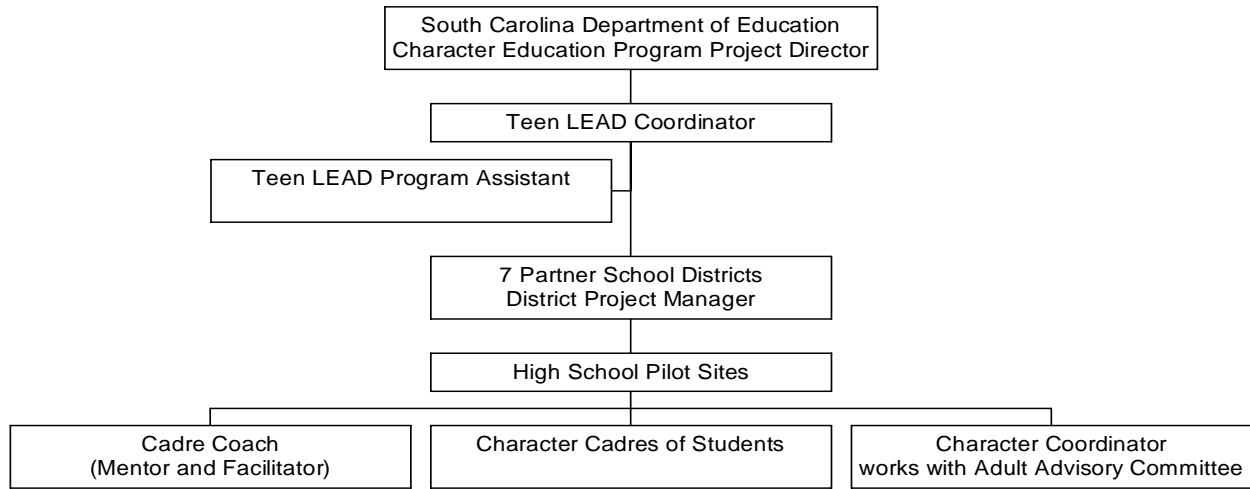 South Carolina Department of Education
Character Education Program Project Director
Teen LEAD Coordinator
Teen LEAD Program Assistant
7 Partner School Districts
District Project Manager
High School Pilot Sites
Cadre Coach
(Mentor and Facilitator)
Character Cadres of Students
Character Coordinator
works with Adult Advisory Committee